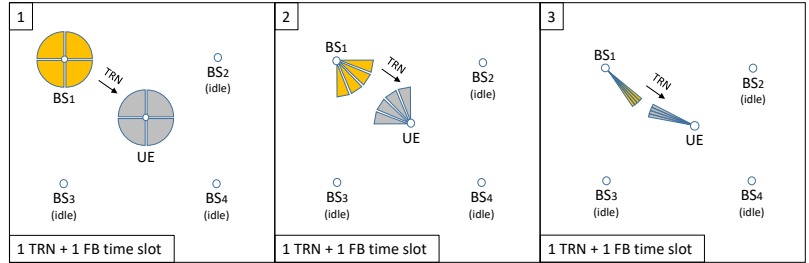 1
TRN
BS1
BS2
(idle)
UE
BS3
(idle)
BS4
(idle)
1 TRN + 1 FB time slot
2
BS1
TRN
BS2
(idle)
UE
BS3
(idle)
BS4
(idle)
1 TRN + 1 FB time slot
3
BS1
TRN
BS2
(idle)
UE
BS3
(idle)
BS4
(idle)
1 TRN + 1 FB time slot